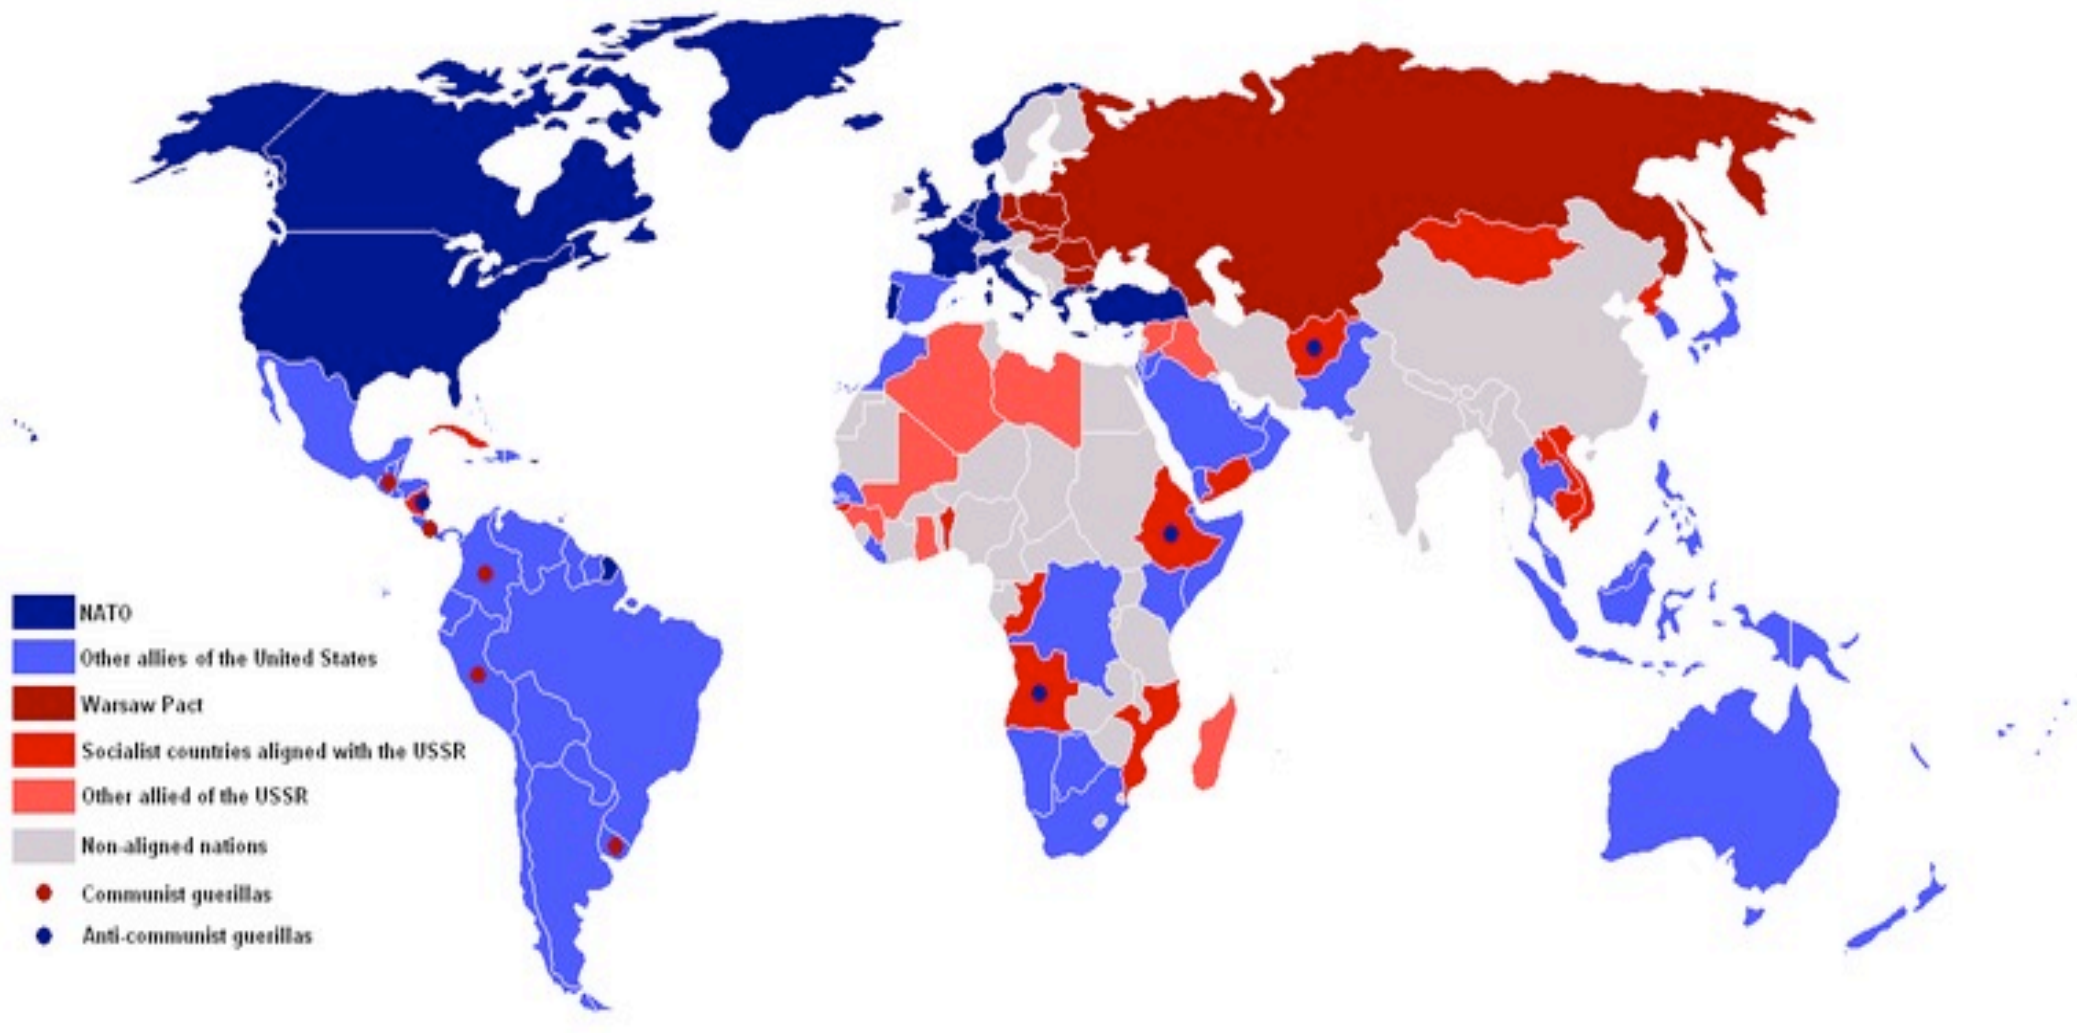 NATO
Other allies of the United States
Warsaw Pact
Socialist countries aligned with the USSR
Other allied of the USSR
Non-aligned nations
Communist guerillas
Anti-communist guerillas